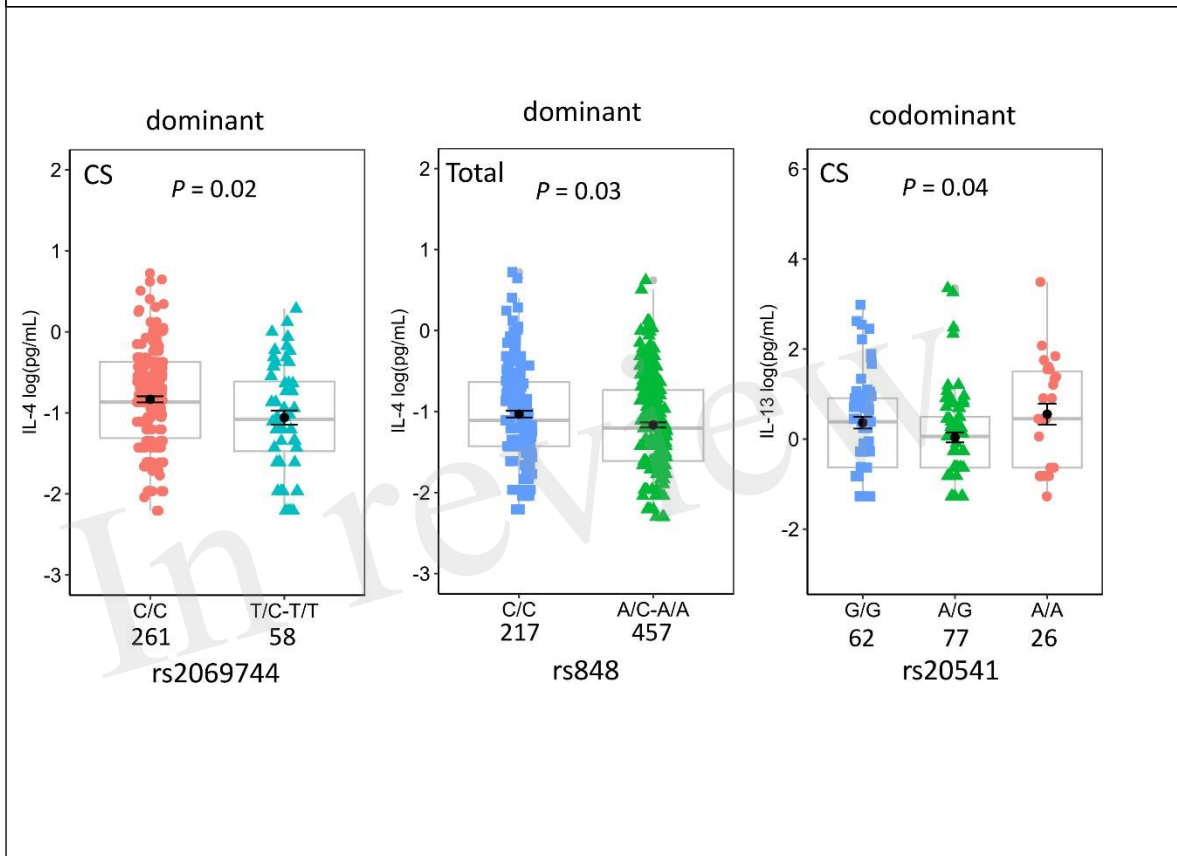 dominant
CS
P = 0.02
2
1
0
-1
-2
-3
IL-4 log(pg/mL)
C/C
T/C-T/T
261
58
rs2069744
dominant
Total
P = 0.03
2
1
0
-1
-2
-3
IL-4 log(pg/mL)
C/C
A/C-A/A
217
457
rs848
codominant
CS
P = 0.04
6
4
2
0
-2
IL-13 log(pg/mL)
G/G
A/G
A/A
62
77
26
rs20541
In review